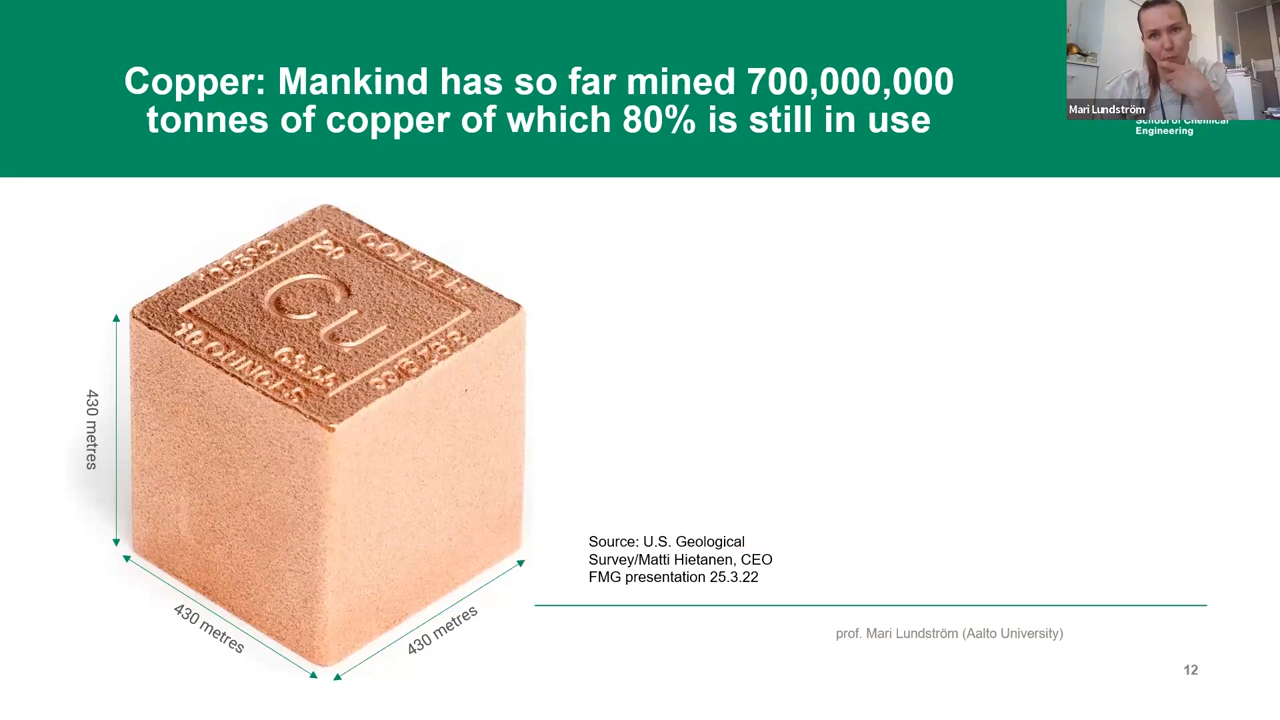 Copper: Mankind has so far mined 700,000,000
tonnes of copper of which 80% is still in use
Mari Lundström
School of Chemical
Engineering
COPPER
29
Cu
63.55
10 OUNCES
430 metres
430 metres
430 metres
Source: U.S. Geological
Survey/Matti Hietanen, CEO
FMG presentation 25.3.22
prof. Mari Lundström (Aalto University)
12